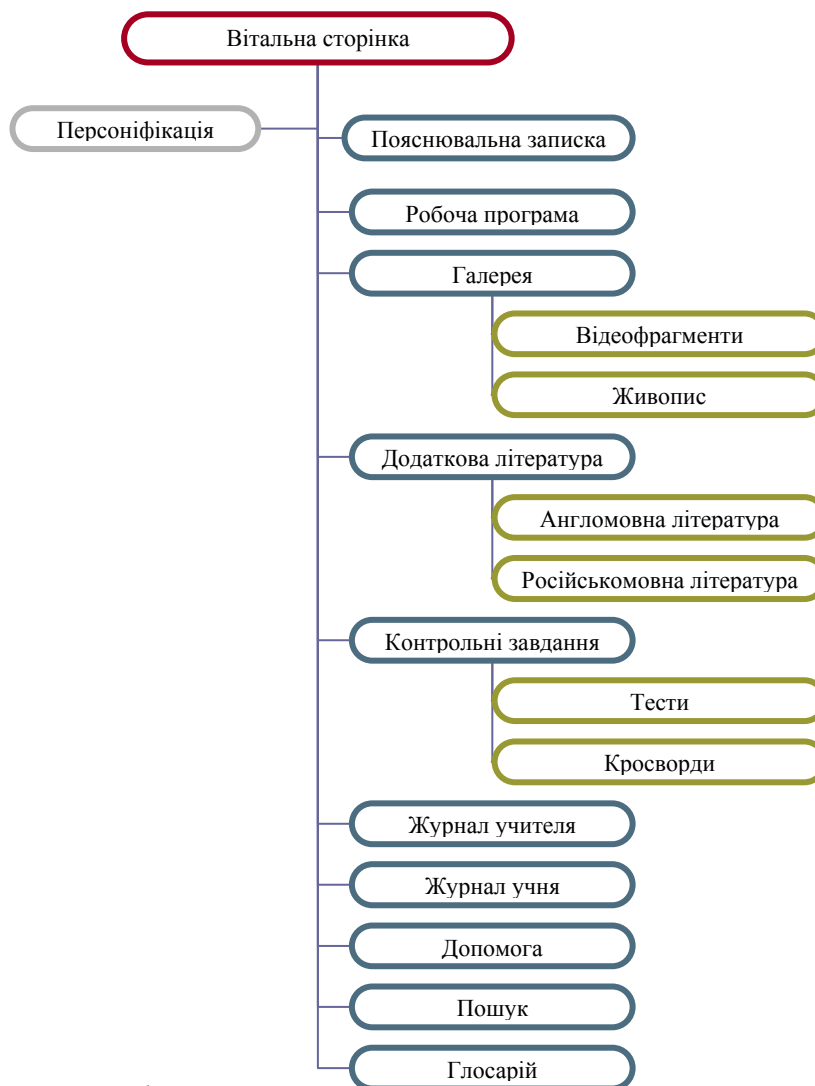 Вітальна сторінка
Персоніфікація
Пояснювальна записка
Робоча програма
Галерея
Відеофрагменти
Живопис
Додаткова література
Англомовна література
Російськомовна література
Контрольні завдання
Тести
Кросворди
Журнал учителя
Журнал учня
Допомога
Пошук
Глосарій